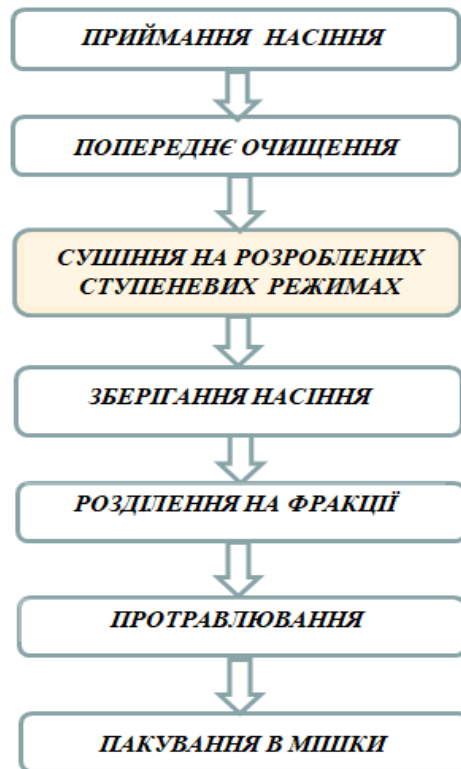 ПРИЙМАННЯ НАСІННЯ
ПОПЕРЕДНЄ ОЧИЩЕННЯ
СУШІННЯ НА РОЗРОБЛЕНИХ
СТУПЕНЕВИХ РЕЖИМАХ
ЗБЕРІГАННЯ НАСІННЯ
РОЗДІЛЕННЯ НА ФРАКЦІЇ
ПРОТРАВЛЮВАННЯ
ПАКУВАННЯ В МІШКИ